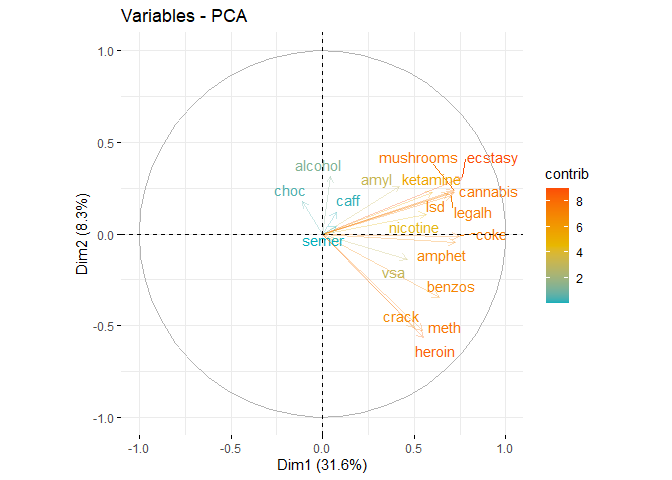 Variables - PCA
1.0
0.5
0.0
-0.5
-1.0
Dim2 (8.3%)
mushrooms
ecstasy
alcohol
amyl
ketamine
choc
cannabis
caff
lsd
legalh
nicotine
semer
coke
amphet
vsa
benzos
crack
meth
heroin
-1.0
-0.5
0.0
0.5
1.0
Dim1 (31.6%)
contrib
8
6
4
2